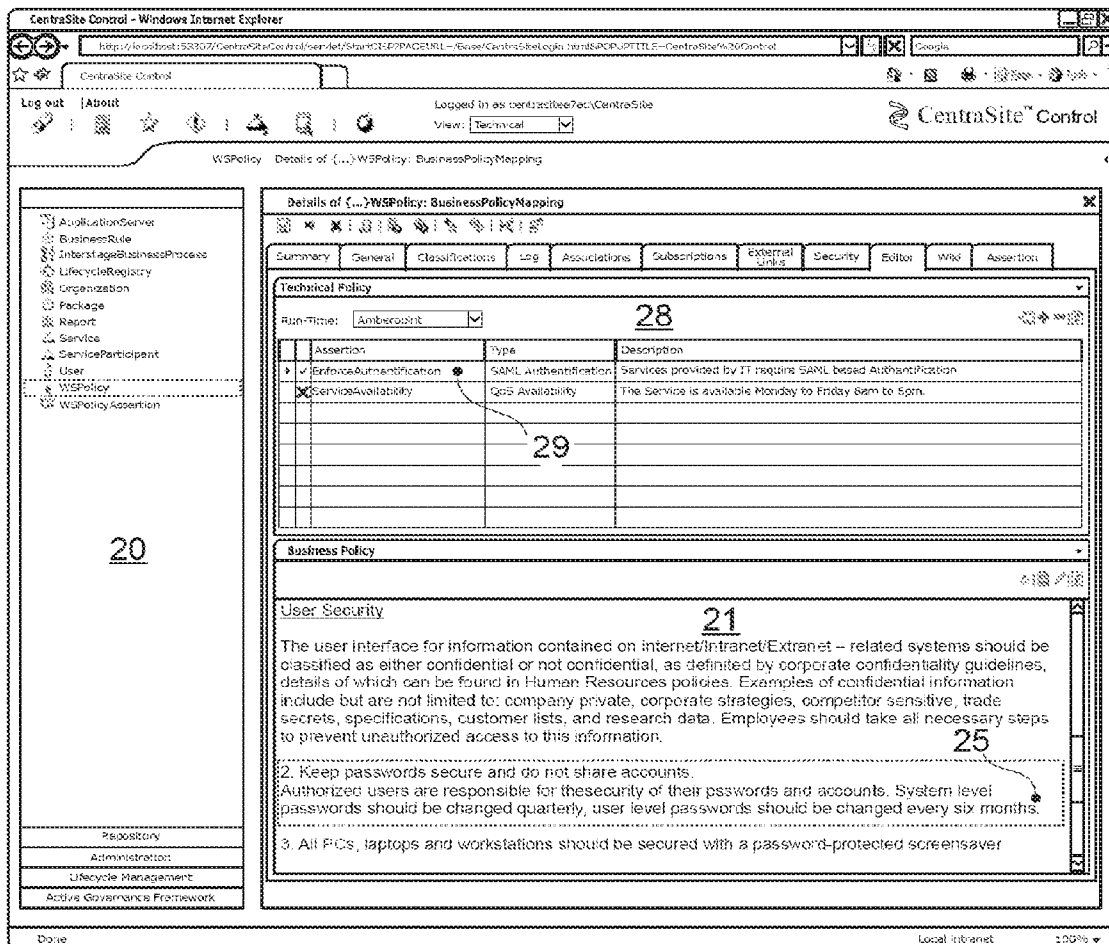 CentraSite Control - Windows Internet Explorer
Google
CentraSite Control
Log out | About
Logged in as
View: Technical
CentraSite™ Control
WSPolicy Details of {...}WSPolicy: BusinessPolicyMapping
ApplicationServer
BusinessRule
InterstageBusinessProcess
LifecycleRegistry
Organization
Package
Report
Service
ServiceParticipant
User
WSPolicy
WSPolicyAssertion
20
Repository
Administration
Lifecycle Management
Active Governance Framework
Details of {...}WSPolicy: BusinessPolicyMapping
Summary General Classifications Log Associations Subscriptions External Links Security Editor Wiki Assertion
Technical Policy
Run-Time: Amberpoint
28
Assertion Type Description
EnforceAuthentification SAML Authentification Services provided by IT require SAML based Authentification
ServiceAvailability QoS Availability The Service is available Monday to Friday 8am to 5pm.
29
Business Policy
User Security
21
The user interface for information contained on Internet/Intranet/Extranet – related systems should be
classified as either confidential or not confidential, as defined by corporate confidentiality guidelines,
details of which can be found in Human Resources policies. Examples of confidential information
include but are not limited to: company private, corporate strategies, competitor sensitive, trade
secrets, specifications, customer lists, and research data. Employees should take all necessary steps
to prevent unauthorized access to this information.
25
2. Keep passwords secure and do not share accounts.
Authorized users are responsible for thesecurity of their psswords and accounts. System level
passwords should be changed quarterly, user level passwords should be changed every six months.
3. All PCs, laptops and workstations should be secured with a password-protected screensaver
Done
Local intranet
100%